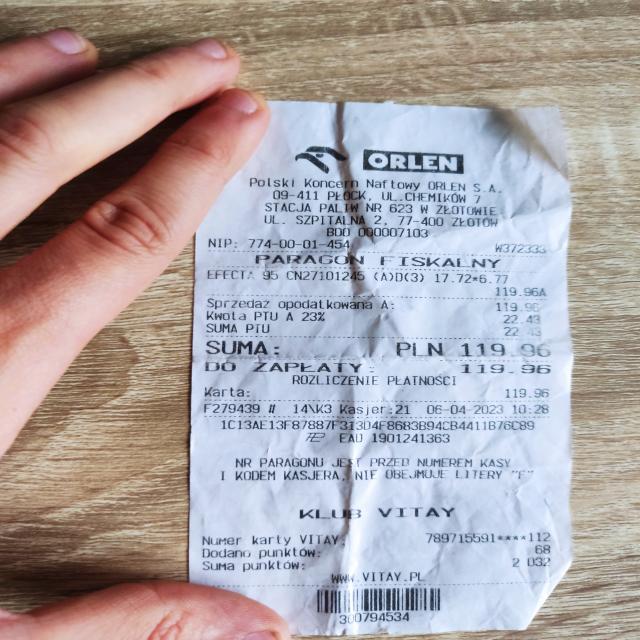 ORLEN
Polski Koncern Naftowy ORLEN S.A.
09-411 PŁOCK, UL.CHEMIKÓW 7
STACJA PALIW NR 623 W ZŁOTOWIE
UL. SZPITALNA 2, 77-400 ZŁOTÓW
BDO 000007103
NIP: 774-00-01-454 W372333
PARAGON FISKALNY
EFECTA 95 CN27101245 (A)D(3) 17.72*6.77
119.96A
Sprzedaż opodatkowana A: 119.96
Kwota PTU A 23% 22.43
SUMA PTU 22.43
SUMA: PLN 119.96
DO ZAPŁATY: 119.96
ROZLICZENIE PŁATNOŚCI
Karta: 119.96
F279439 # 14\K3 Kasjer:21 06-04-2023 10:28
EAU 1901241363
NR PARAGONU JEST PRZED NUMEREM KASY
I KODEM KASJERA, NIE OBEJMUJE LITERY "F"
KLUB VITAY
Numer karty VITAY: 789715591****112
Dodano punktów: 68
Suma punktów: 2 032
WWW.VITAY.PL
300794534